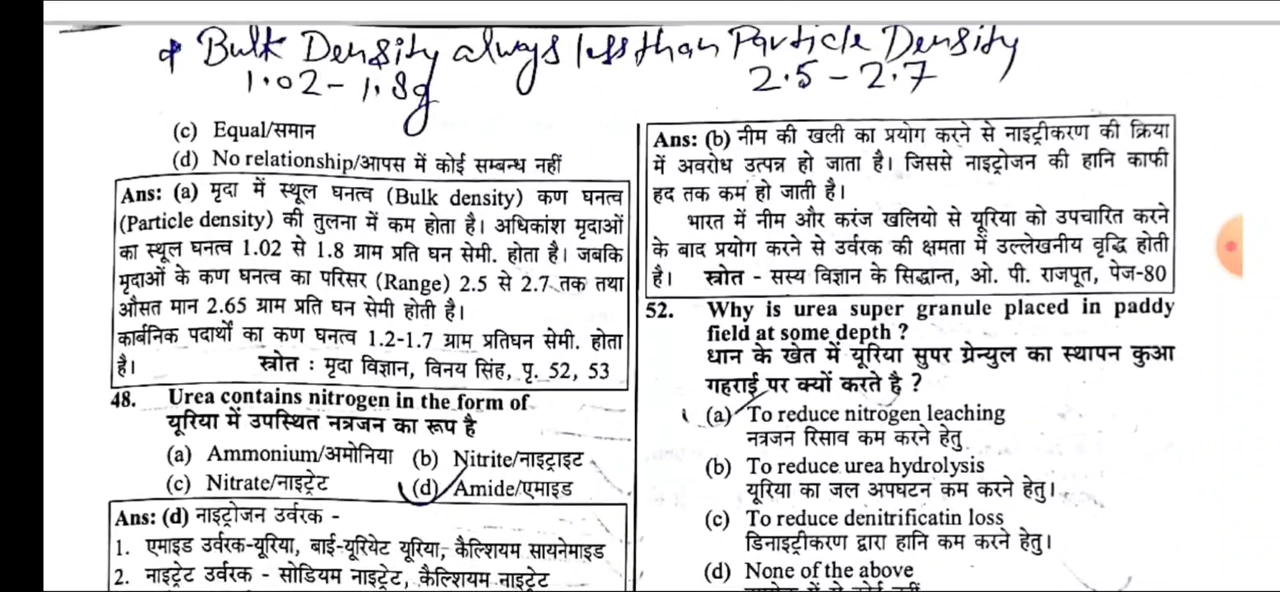 * Bulk Density always less than Particle Density
1.02 - 1.8g 2.5 - 2.7
(c) Equal/समान
(d) No relationship/आपस में कोई सम्बन्ध नहीं
Ans: (a) मृदा में स्थूल घनत्व (Bulk density) कण घनत्व
(Particle density) की तुलना में कम होता है। अधिकांश मृदाओं
का स्थूल घनत्व 1.02 से 1.8 ग्राम प्रति घन सेमी. होता है। जबकि
मृदाओं के कण घनत्व का परिसर (Range) 2.5 से 2.7 तक तथा
औसत मान 2.65 ग्राम प्रति घन सेमी होती है।
कार्बनिक पदार्थों का कण घनत्व 1.2-1.7 ग्राम प्रतिघन सेमी. होता
है। स्त्रोत : मृदा विज्ञान, विनय सिंह, पृ. 52, 53
48. Urea contains nitrogen in the form of
यूरिया में उपस्थित नत्रजन का रूप है
(a) Ammonium/अमोनिया (b) Nitrite/नाइट्राइट
(c) Nitrate/नाइट्रेट (d) Amide/एमाइड
Ans: (d) नाइट्रोजन उर्वरक -
1. एमाइड उर्वरक-यूरिया, बाई-यूरियेट यूरिया, कैल्शियम सायनेमाइड
2. नाइट्रेट उर्वरक - सोडियम नाइट्रेट, कैल्शियम नाइट्रेट
Ans: (b) नीम की खली का प्रयोग करने से नाइट्रीकरण की क्रिया
में अवरोध उत्पन्न हो जाता है। जिससे नाइट्रोजन की हानि काफी
हद तक कम हो जाती है।
भारत में नीम और करंज खलियो से यूरिया को उपचारित करने
के बाद प्रयोग करने से उर्वरक की क्षमता में उल्लेखनीय वृद्धि होती
है। स्त्रोत - सस्य विज्ञान के सिद्धान्त, ओ. पी. राजपूत, पेज-80
52. Why is urea super granule placed in paddy
field at some depth ?
धान के खेत में यूरिया सुपर ग्रेन्युल का स्थापन कुआ
गहराई पर क्यों करते है ?
(a) To reduce nitrogen leaching
नत्रजन रिसाव कम करने हेतु
(b) To reduce urea hydrolysis
यूरिया का जल अपघटन कम करने हेतु।
(c) To reduce denitrificatin loss
डिनाइट्रीकरण द्वारा हानि कम करने हेतु।
(d) None of the above